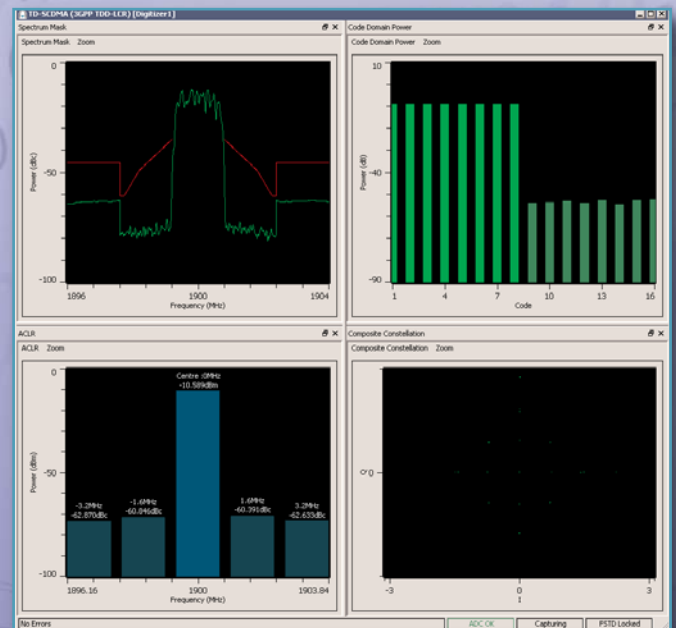 TD-SCDMA (3GPP TDD-LCR) [Digitizer1]
Spectrum Mask
Spectrum Mask Zoom
0
-50
-100
Power (dBc)
1896 1900 1904
Frequency (MHz)
Code Domain Power
Code Domain Power Zoom
10
-40
-90
Power (dB)
1 4 7 10 13 16
Code
ACLR
ACLR Zoom
0
-50
-100
Power (dBm)
Centre :0MHz
-10.589dBm
-3.2MHz
-62.870dBc
-1.6MHz
-60.846dBc
1.6MHz
-60.391dBc
3.2MHz
-62.633dBc
1896.16 1900 1903.84
Frequency (MHz)
Composite Constellation
Composite Constellation Zoom
Q
0
-3 0 3
I
No Errors
ADC OK Capturing PSTD Locked